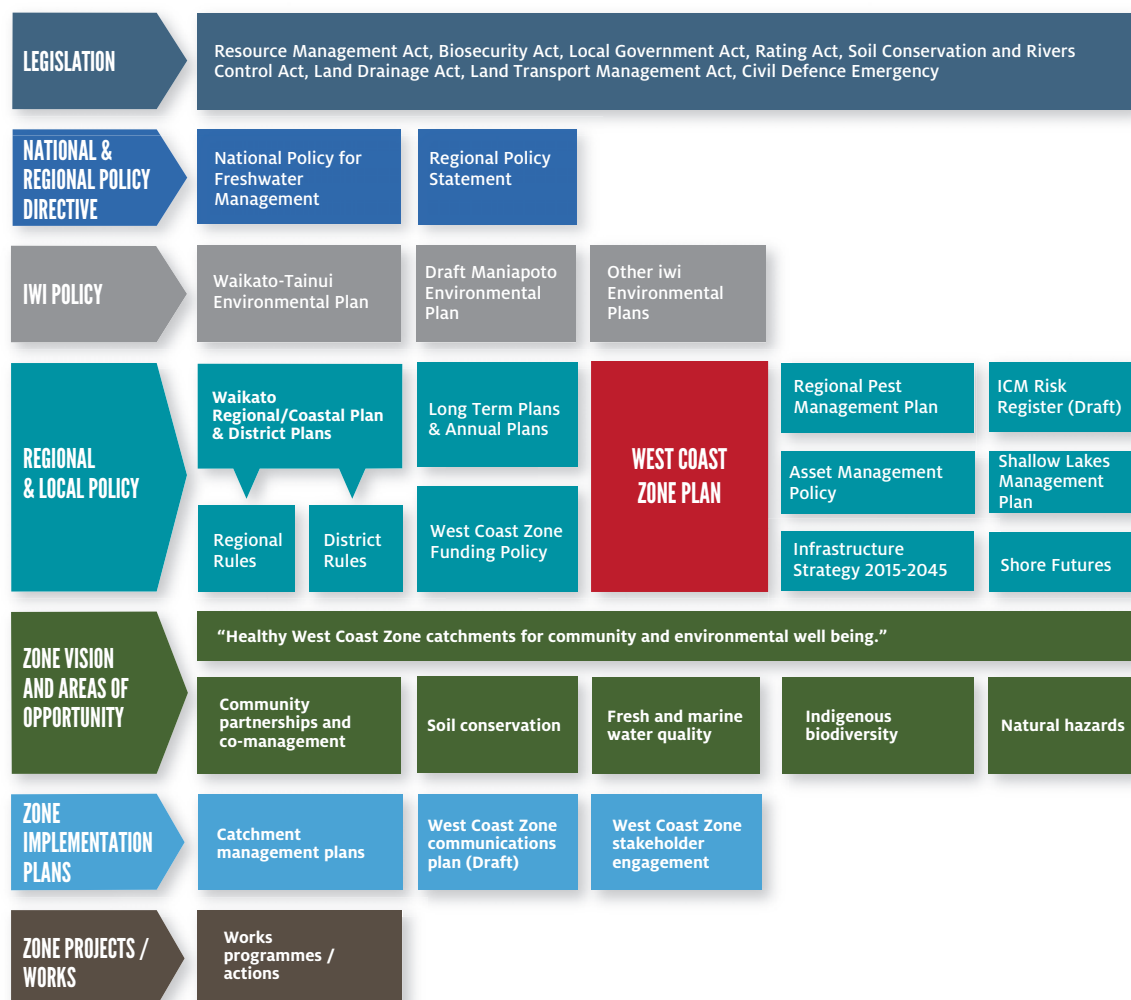 LEGISLATION
Resource Management Act, Biosecurity Act, Local Government Act, Rating Act, Soil Conservation and Rivers
Control Act, Land Drainage Act, Land Transport Management Act, Civil Defence Emergency
NATIONAL &
REGIONAL POLICY
DIRECTIVE
National Policy for
Freshwater
Management
Regional Policy
Statement
IWI POLICY
Waikato-Tainui
Environmental Plan
Draft Maniapoto
Environmental
Plan
Other iwi
Environmental
Plans
REGIONAL
& LOCAL POLICY
Waikato
Regional/Coastal Plan
& District Plans
Regional
Rules
District
Rules
Long Term Plans
& Annual Plans
West Coast Zone
Funding Policy
WEST COAST
ZONE PLAN
Regional Pest
Management Plan
Asset Management
Policy
Infrastructure
Strategy 2015-2045
ICM Risk
Register (Draft)
Shallow Lakes
Management
Plan
Shore Futures
ZONE VISION
AND AREAS OF
OPPORTUNITY
“Healthy West Coast Zone catchments for community and environmental well being.”
Community
partnerships and
co-management
Soil conservation
Fresh and marine
water quality
Indigenous
biodiversity
Natural hazards
ZONE
IMPLEMENTATION
PLANS
Catchment
management plans
West Coast Zone
communications
plan (Draft)
West Coast Zone
stakeholder
engagement
ZONE PROJECTS /
WORKS
Works
programmes /
actions